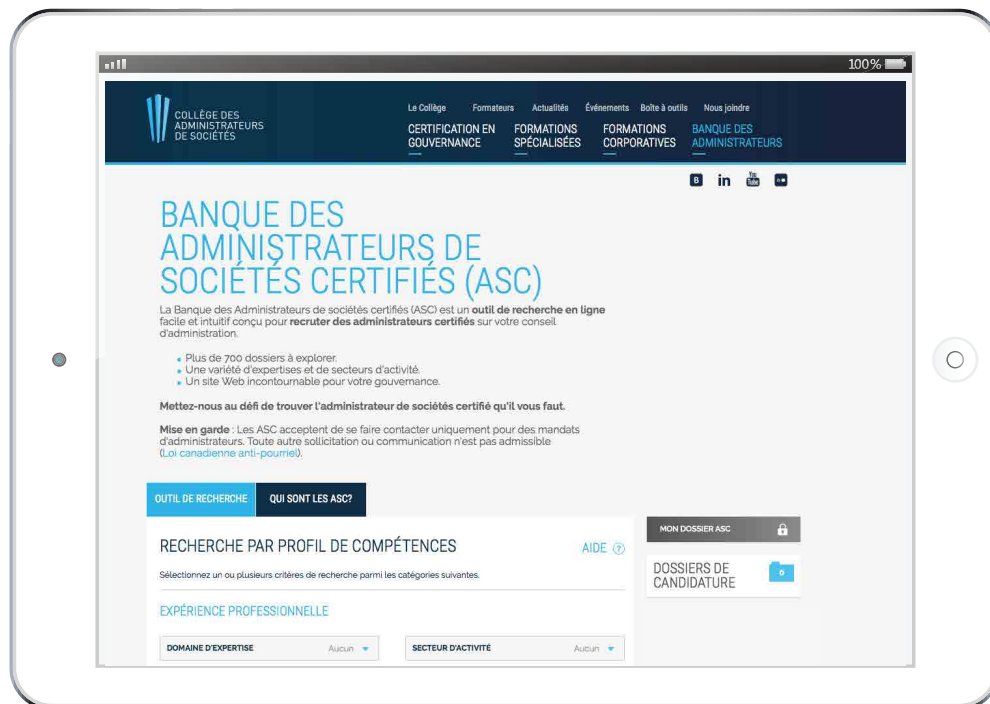 100%
COLLÈGE DES
ADMINISTRATEURS
DE SOCIÉTÉS
Le Collège Formateurs Actualités Événements Boîte à outils Nous joindre
CERTIFICATION EN
GOUVERNANCE
FORMATIONS
SPÉCIALISÉES
FORMATIONS
CORPORATIVES
BANQUE DES
ADMINISTRATEURS
B in You Tube
BANQUE DES
ADMINISTRATEURS DE
SOCIÉTÉS CERTIFIÉS (ASC)
La Banque des Administrateurs de sociétés certifiés (ASC) est un outil de recherche en ligne
facile et intuitif conçu pour recruter des administrateurs certifiés sur votre conseil
d'administration.
Plus de 700 dossiers à explorer.
Une variété d'expertises et de secteurs d'activité.
Un site Web incontournable pour votre gouvernance.
Mettez-nous au défi de trouver l'administrateur de sociétés certifié qu'il vous faut.
Mise en garde : Les ASC acceptent de se faire contacter uniquement pour des mandats
d'administrateurs. Toute autre sollicitation ou communication n'est pas admissible
(Loi canadienne anti-pourriel).
OUTIL DE RECHERCHE QUI SONT LES ASC?
RECHERCHE PAR PROFIL DE COMPÉTENCES AIDE ?
Sélectionnez un ou plusieurs critères de recherche parmi les catégories suivantes.
EXPÉRIENCE PROFESSIONNELLE
DOMAINE D'EXPERTISE Aucun SECTEUR D'ACTIVITÉ Aucun
MON DOSSIER ASC
DOSSIERS DE
CANDIDATURE
0